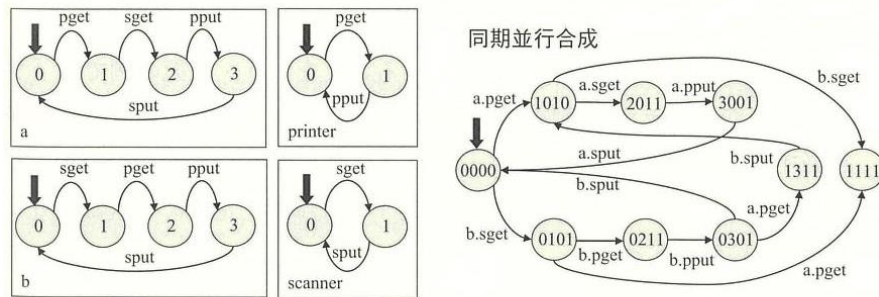 pget sget pput
0 1 2 3
sput
a
pget
0 1
pput
printer
sget pget pput
0 1 2 3
sput
b
sget
0 1
sput
scanner
同期並行合成
b.sget
a.sget a.pput
a.pget
1010 2011 3001
a.sput
b.sput
0000 1311 1111
b.sput
a.pget
b.sget
0101 0211 0301
b.pget b.pput
a.pget